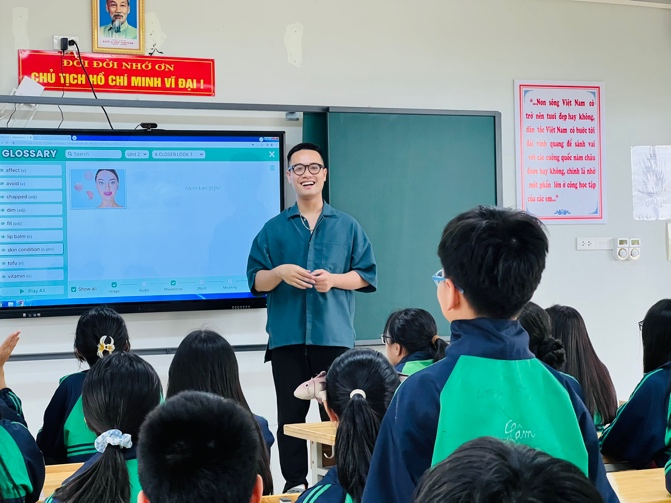 ĐỜI ĐỜI NHỚ ƠN
CHỦ TỊCH HỒ CHÍ MINH VĨ ĐẠI !
GLOSSARY
Search
A CLOSER LOOK 1
affect (v)
avoid (v)
chapped (adj)
dim (adj)
fit (adj)
lip balm (n)
skin condition
tofu (n)
vitamin (n)
Play All
Show all
"...Non sông Việt Nam có
trở nên tươi đẹp hay không,
dân tộc Việt Nam có bước tới
đài vinh quang để sánh vai
với các cường quốc năm châu
được hay không, chính là nhờ
một phần lớn ở công học tập
của các em..."